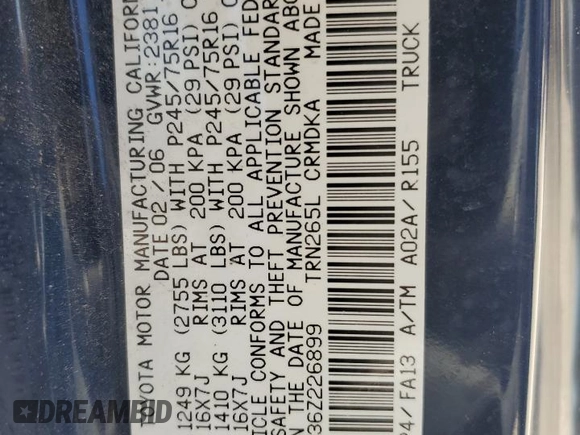 TOYOTA MOTOR MANUFACTURING CALIFORN
DATE 02 / 06 GVWR:2381
1249 KG (2755 LBS) WITH P245/75R16
16X7J RIMS AT 200 KPA (29 PSI) C
1410 KG (3110 LBS) WITH P245/75R16
16X7J RIMS AT 200 KPA (29 PSI) C
ICLE CONFORMS TO ALL APPLICABLE FED
SAFETY AND THEFT PREVENTION STANDAR
N THE DATE OF MANUFACTURE SHOWN ABO
367226899 TRN265L CRMDKA MADE
P4/ FA13 A/TM A02A/ R155 TRUCK
DREAMBID